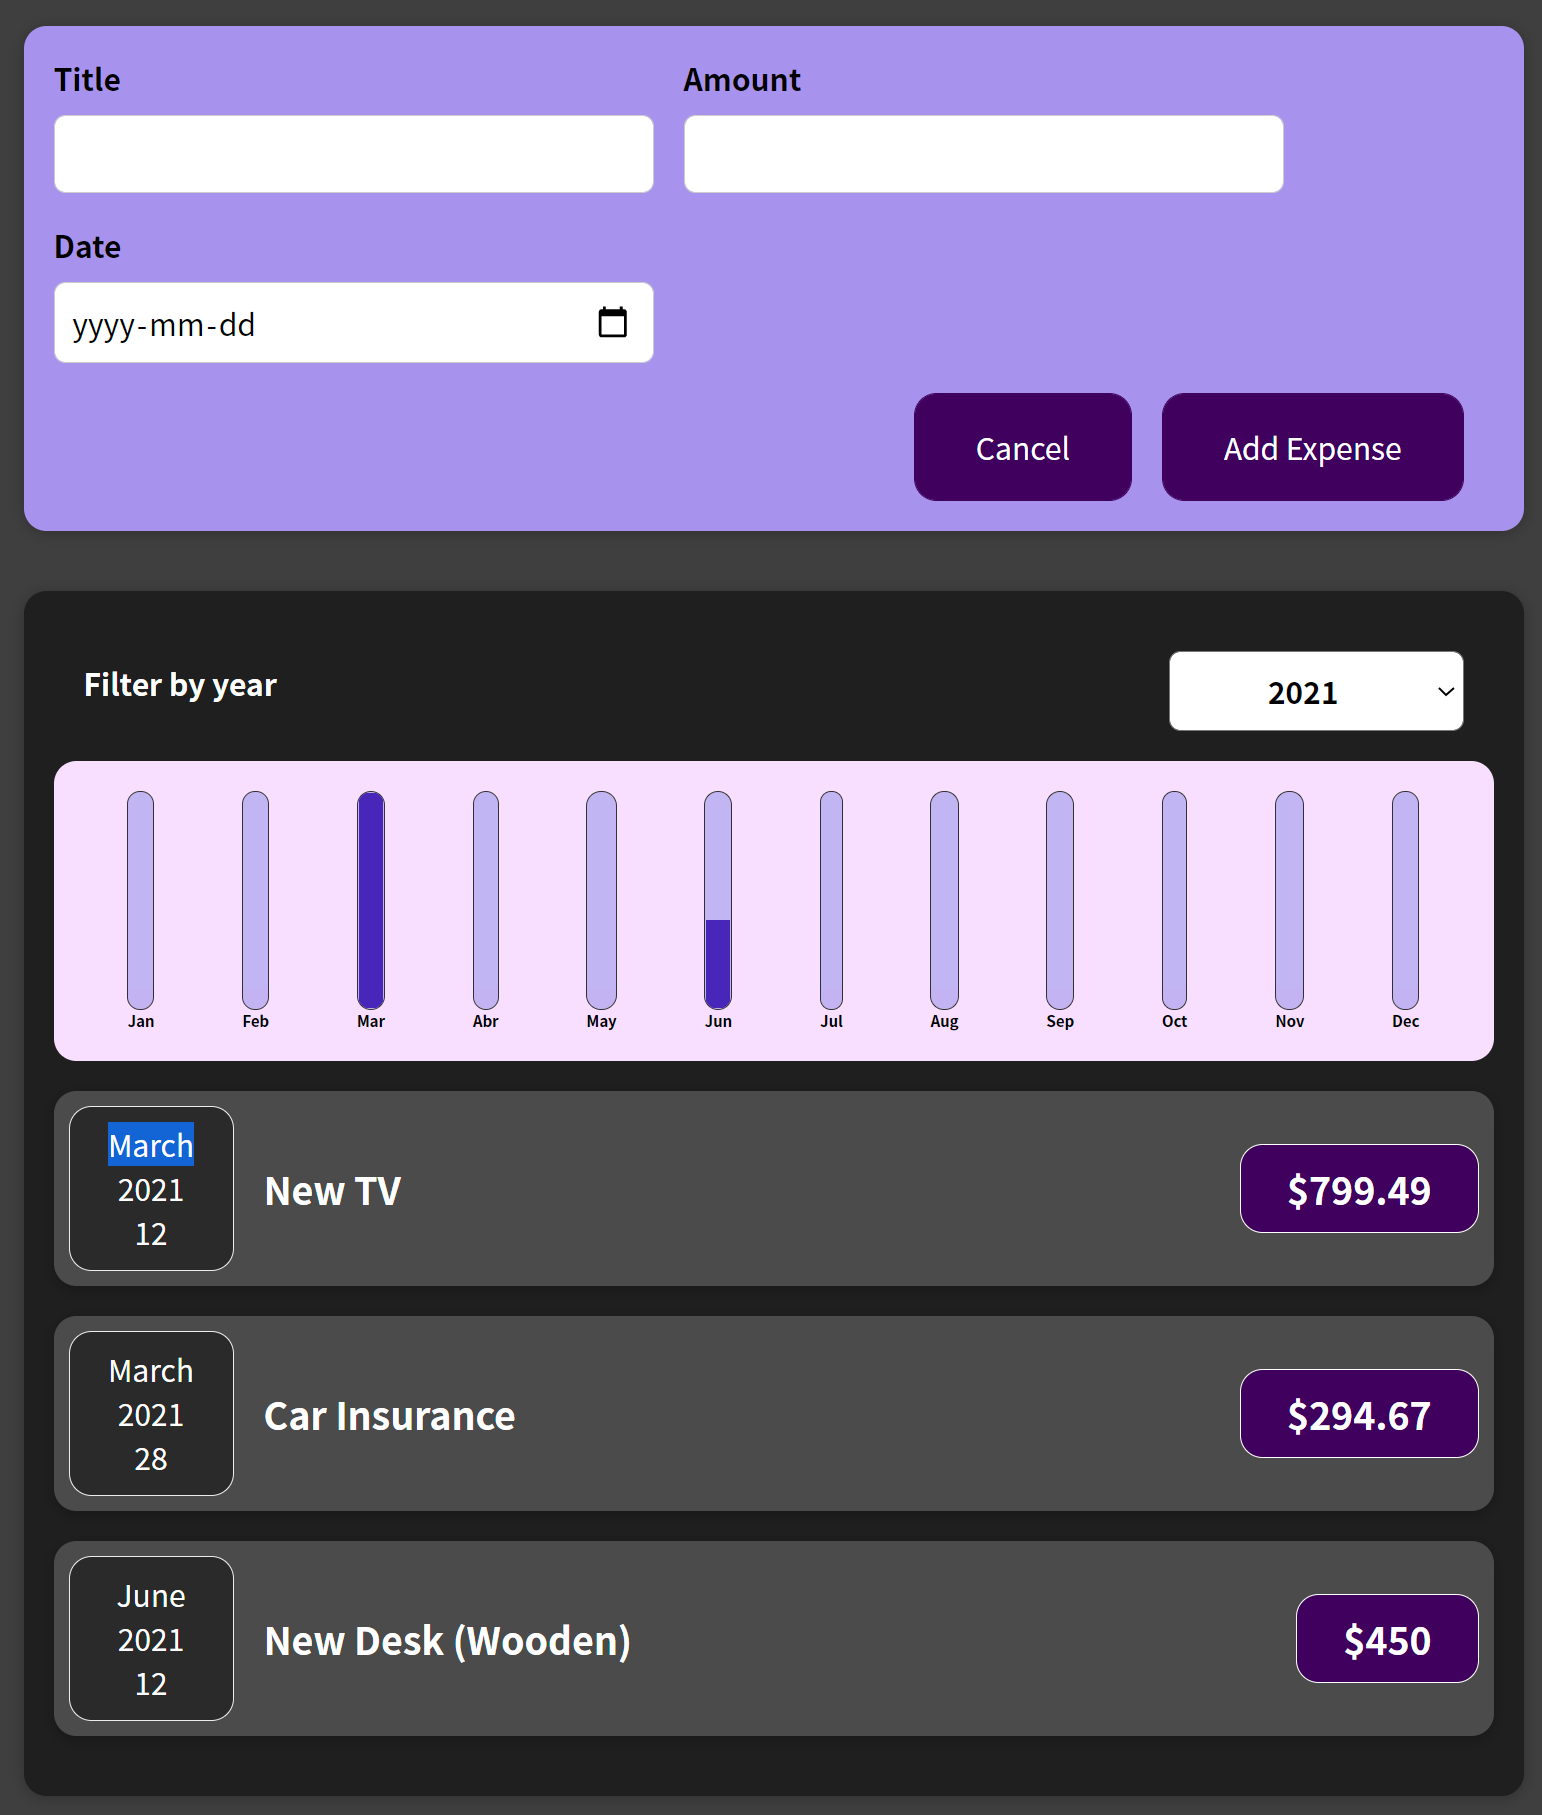 Title Amount
Date
yyyy-mm-dd
Cancel Add Expense
Filter by year 2021
Jan Feb Mar Abr May Jun Jul Aug Sep Oct Nov Dec
March
2021
12
New TV
$799.49
March
2021
28
Car Insurance
$294.67
June
2021
12
New Desk (Wooden)
$450